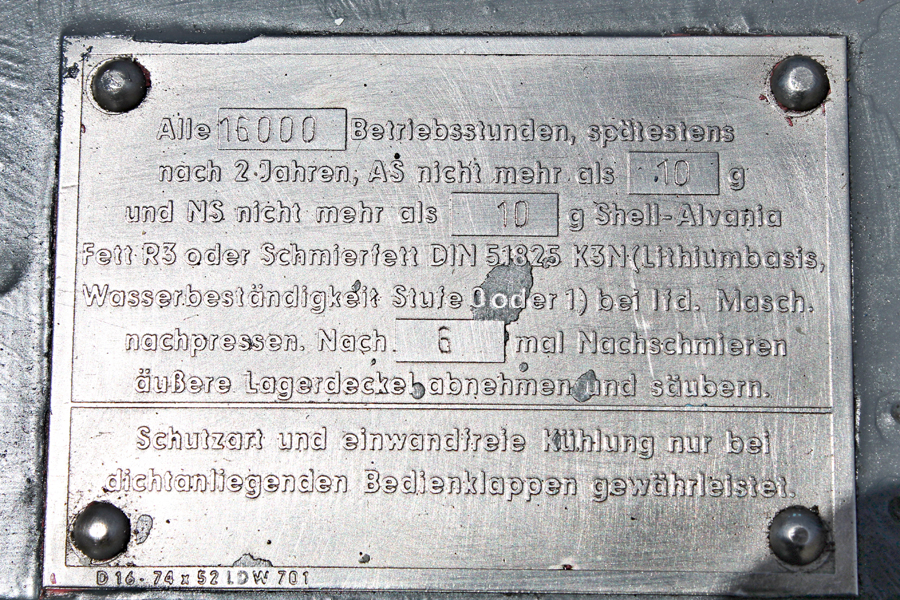 Alle 16000 Betriebsstunden, spätestens
nach 2 Jahren, AS nicht mehr als 10 g
und NS nicht mehr als 10 g Shell-Alvania
Fett R3 oder Schmierfett DIN 51825 K3N (Lithiumbasis,
Wasserbeständigkeit Stufe 0 oder 1) bei lfd. Masch.
nachpressen. Nach 6 mal Nachschmieren
äußere Lagerdeckel abnehmen und säubern.
Schutzart und einwandfreie Kühlung nur bei
dichtanliegenden Bedienklappen gewährleistet.
D 16 - 74 x 52 LDW 701